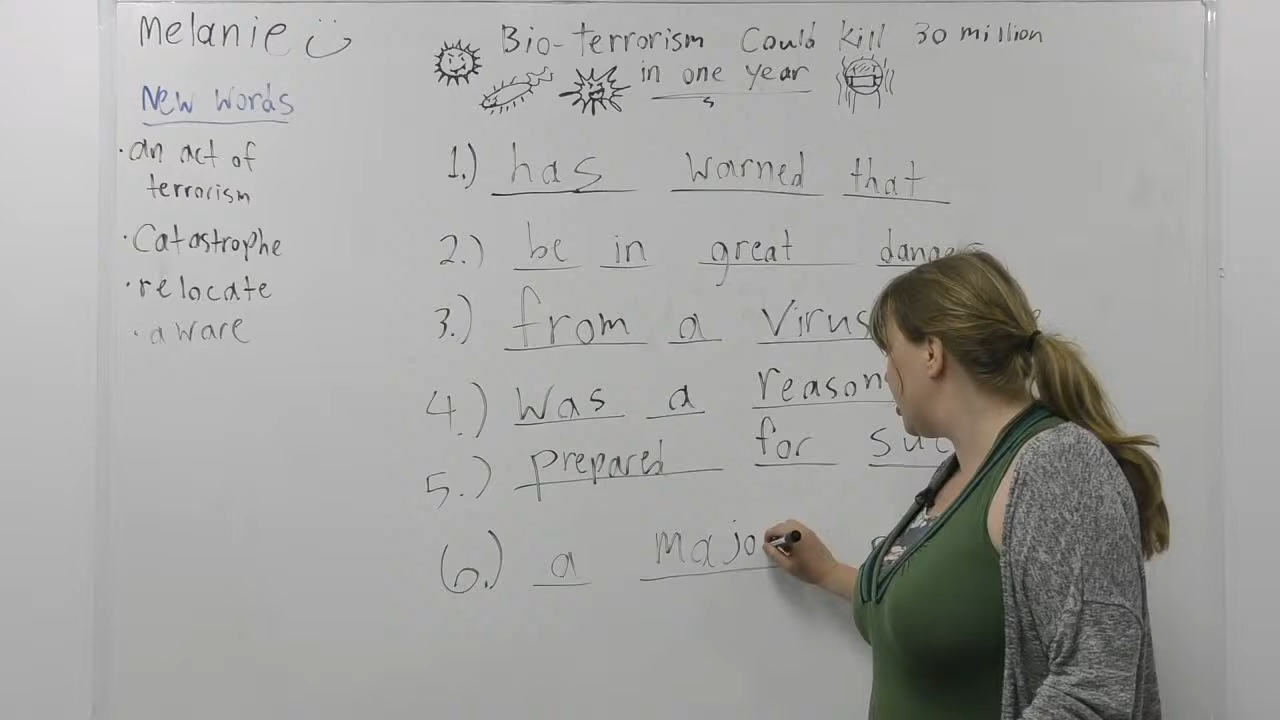 Melanie
Bio-terrorism Could kill 30 million
in one year
New Words
• an act of
terrorism
• Catastrophe
• relocate
• aware
1.) has warned that
2.) be in great
3.) from a
4.) was a
5.) prepared for
6.) a